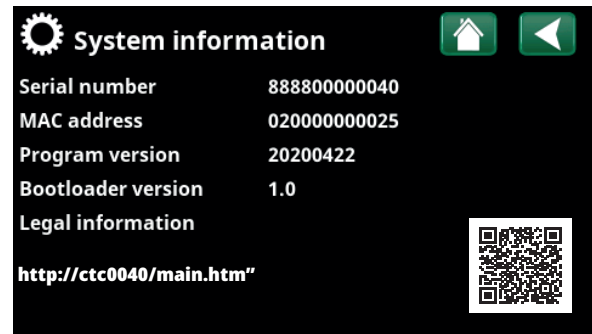 System information
Serial number 888800000040
MAC address 020000000025
Program version 20200422
Bootloader version 1.0
Legal information
http://ctc0040/main.htm”